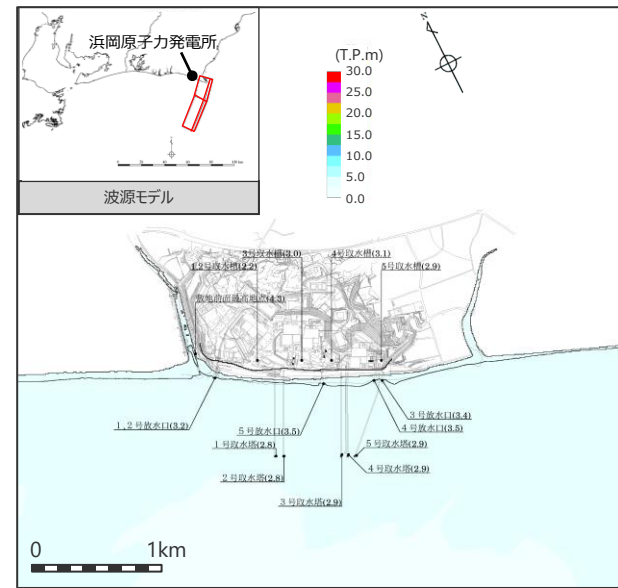 浜岡原子力発電所
波源モデル
(T.P.m)
30.0
25.0
20.0
15.0
10.0
5.0
0.0
N
3号取水槽(3.0)
4号取水槽(3.1)
1,2号取水槽(2.2)
5号取水槽(2.9)
敷地前面最高地点(4.3)
1,2号放水口(3.2)
5号放水口(3.5)
3号放水口(3.4)
4号放水口(3.5)
1号取水塔(2.8)
5号取水塔(2.9)
2号取水塔(2.8)
4号取水塔(2.9)
3号取水塔(2.9)
0 1km